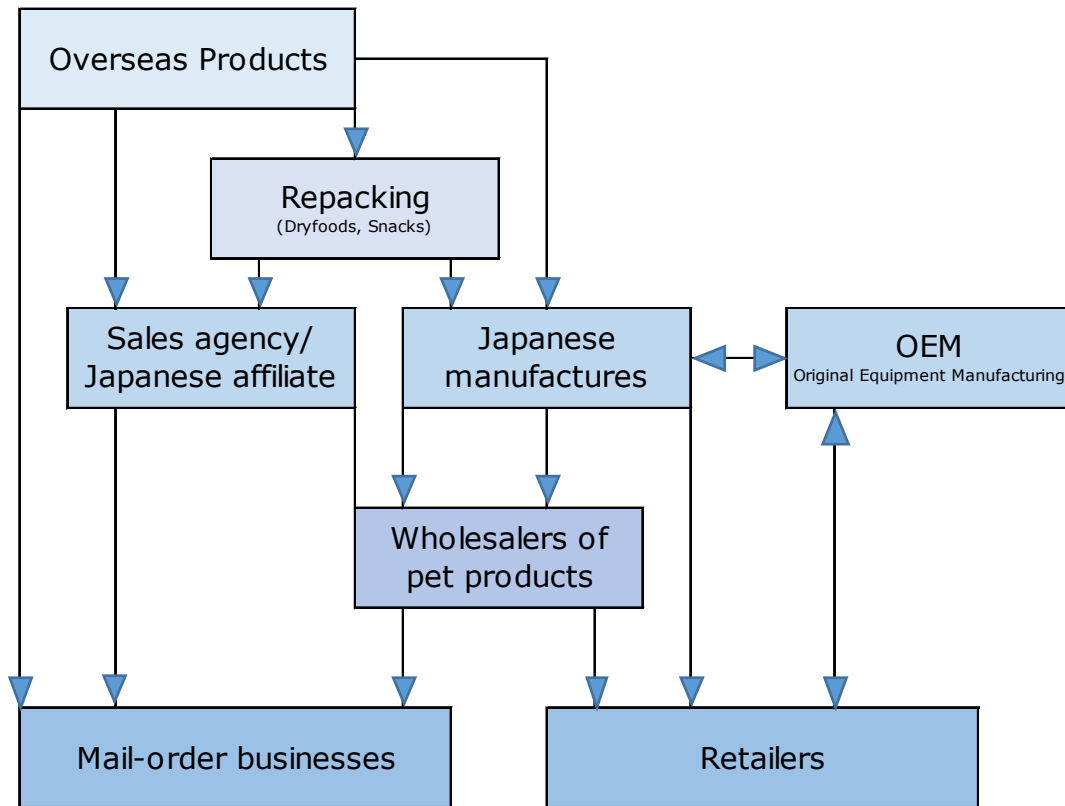 Overseas Products
Repacking
(Dryfoods, Snacks)
Sales agency/
Japanese affiliate
Japanese
manufactures
OEM
Original Equipment Manufacturing
Wholesalers of
pet products
Mail-order businesses
Retailers